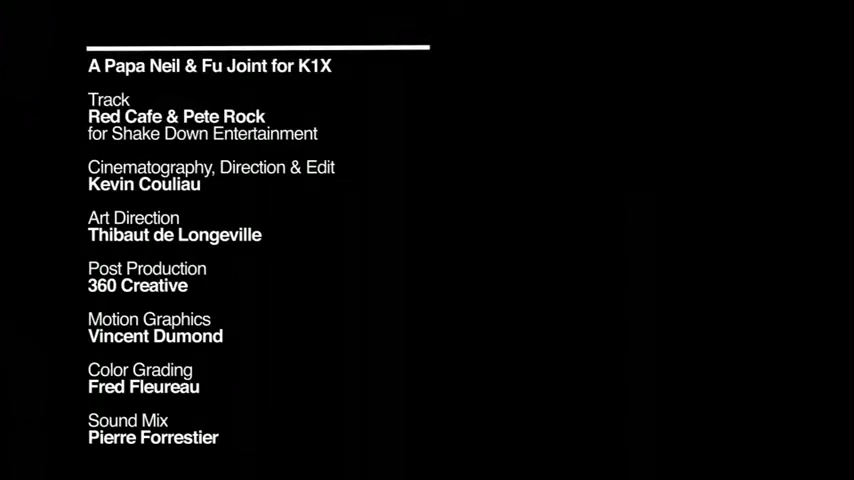 A Papa Neil & Fu Joint for K1X
Track
Red Cafe & Pete Rock
for Shake Down Entertainment
Cinematography, Direction & Edit
Kevin Couliau
Art Direction
Thibaut de Longeville
Post Production
360 Creative
Motion Graphics
Vincent Dumond
Color Grading
Fred Fleureau
Sound Mix
Pierre Forrestier